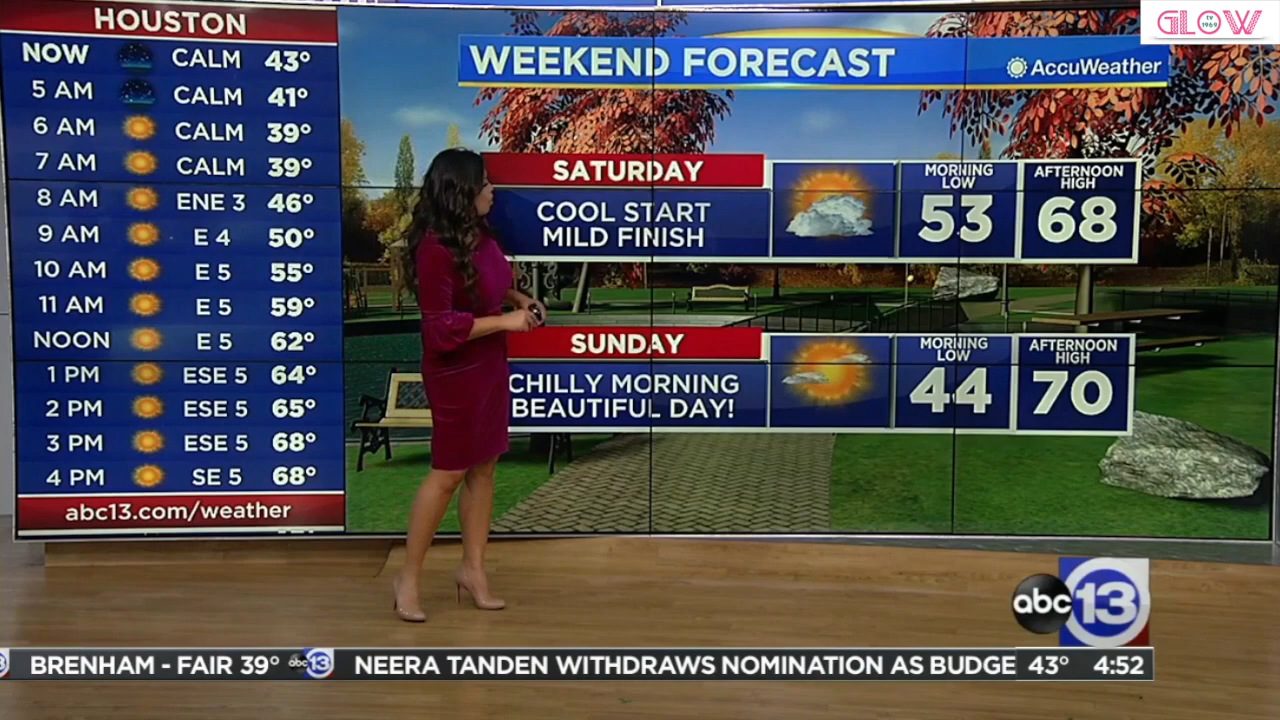 GLOW
tv
1969
HOUSTON
NOW CALM 43°
5 AM CALM 41°
6 AM CALM 39°
7 AM CALM 39°
8 AM ENE 3 46°
9 AM E 4 50°
10 AM E 5 55°
11 AM E 5 59°
NOON E 5 62°
1 PM ESE 5 64°
2 PM ESE 5 65°
3 PM ESE 5 68°
4 PM SE 5 68°
abc13.com/weather
WEEKEND FORECAST
AccuWeather
SATURDAY
COOL START
MILD FINISH
MORNING
LOW
53
AFTERNOON
HIGH
68
SUNDAY
CHILLY MORNING
BEAUTIFUL DAY!
MORNING
LOW
44
AFTERNOON
HIGH
70
abc 13
BRENHAM - FAIR 39° abc 13 NEERA TANDEN WITHDRAWS NOMINATION AS BUDGE 43° 4:52